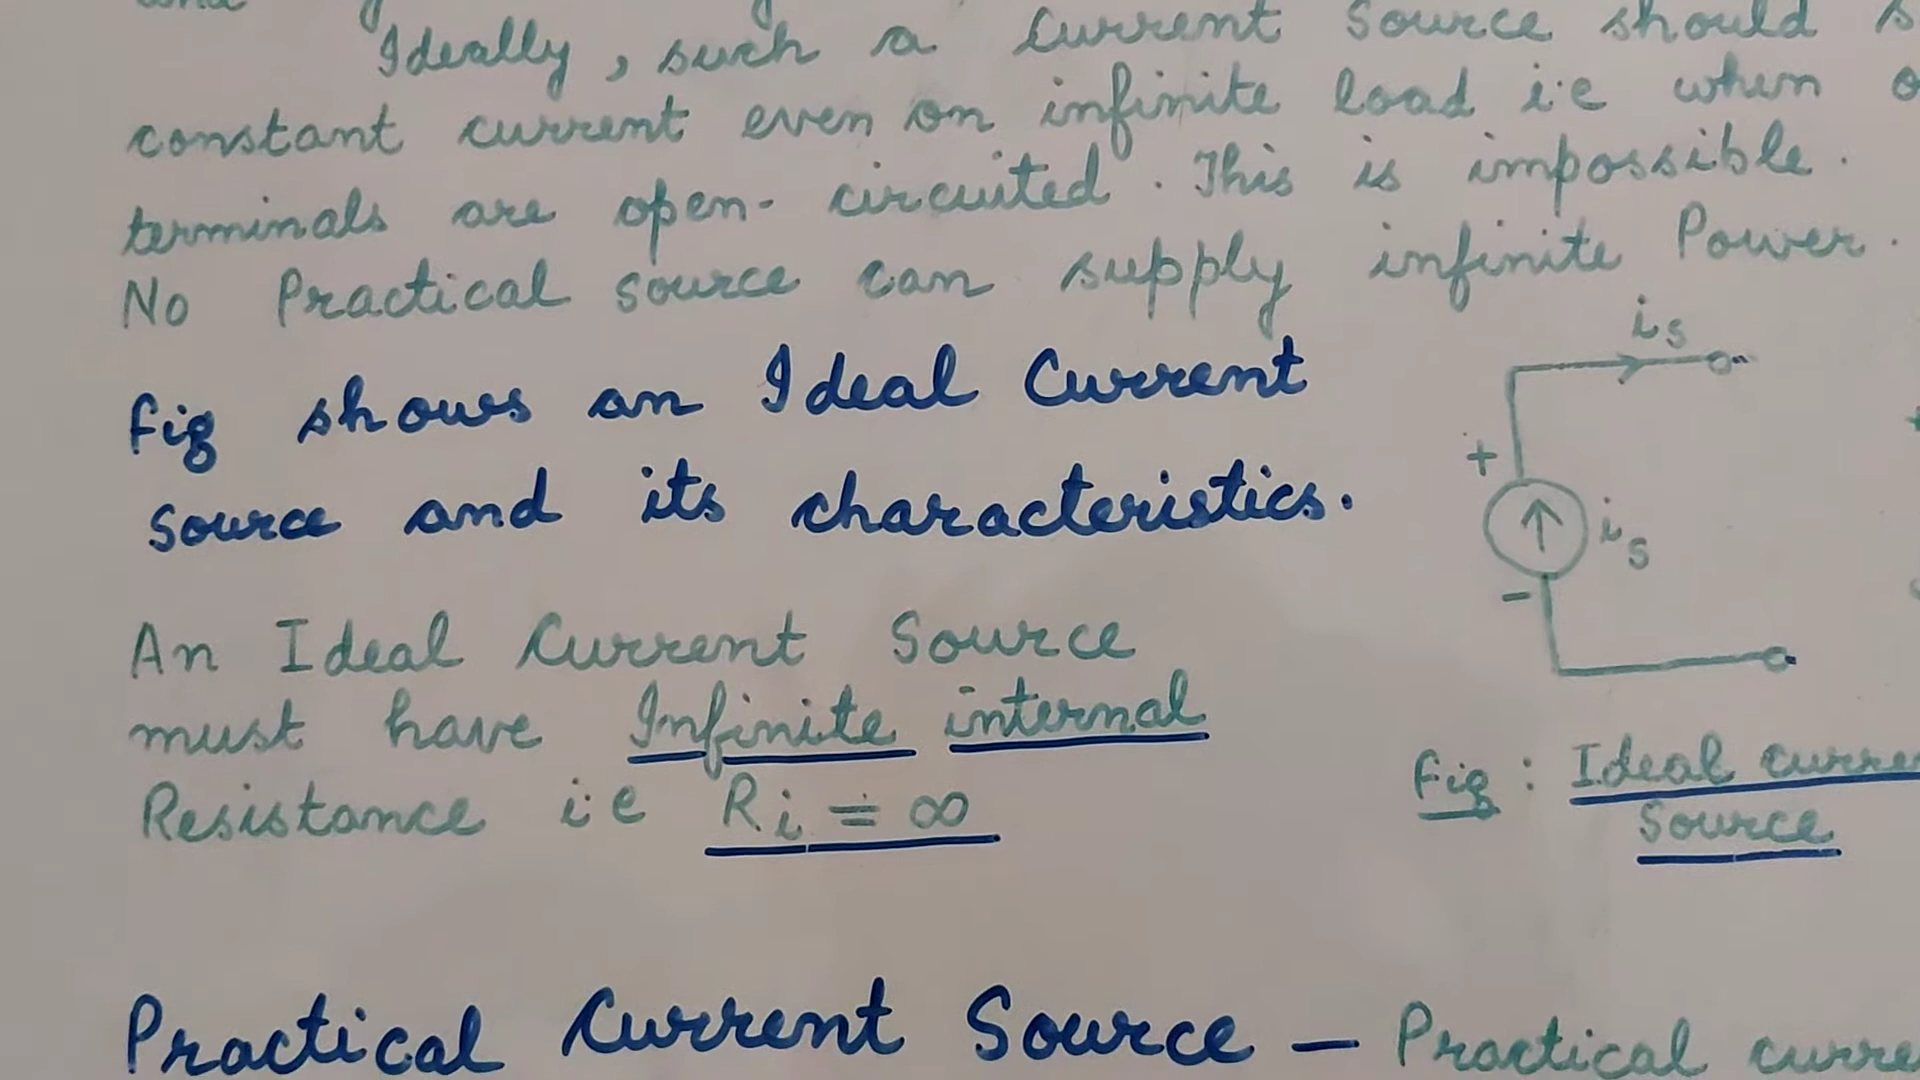 Ideally, such a Current Source should
constant current even on infinite load i.e when
terminals are open-circuited. This is impossible.
No Practical source can supply infinite Power.
Fig shows an Ideal Current
Source and its characteristics.
is
+
is
-
An Ideal Current Source
must have Infinite internal
Resistance i.e Ri = ∞
Fig : Ideal curre
Source
Practical Current Source — Practical curre